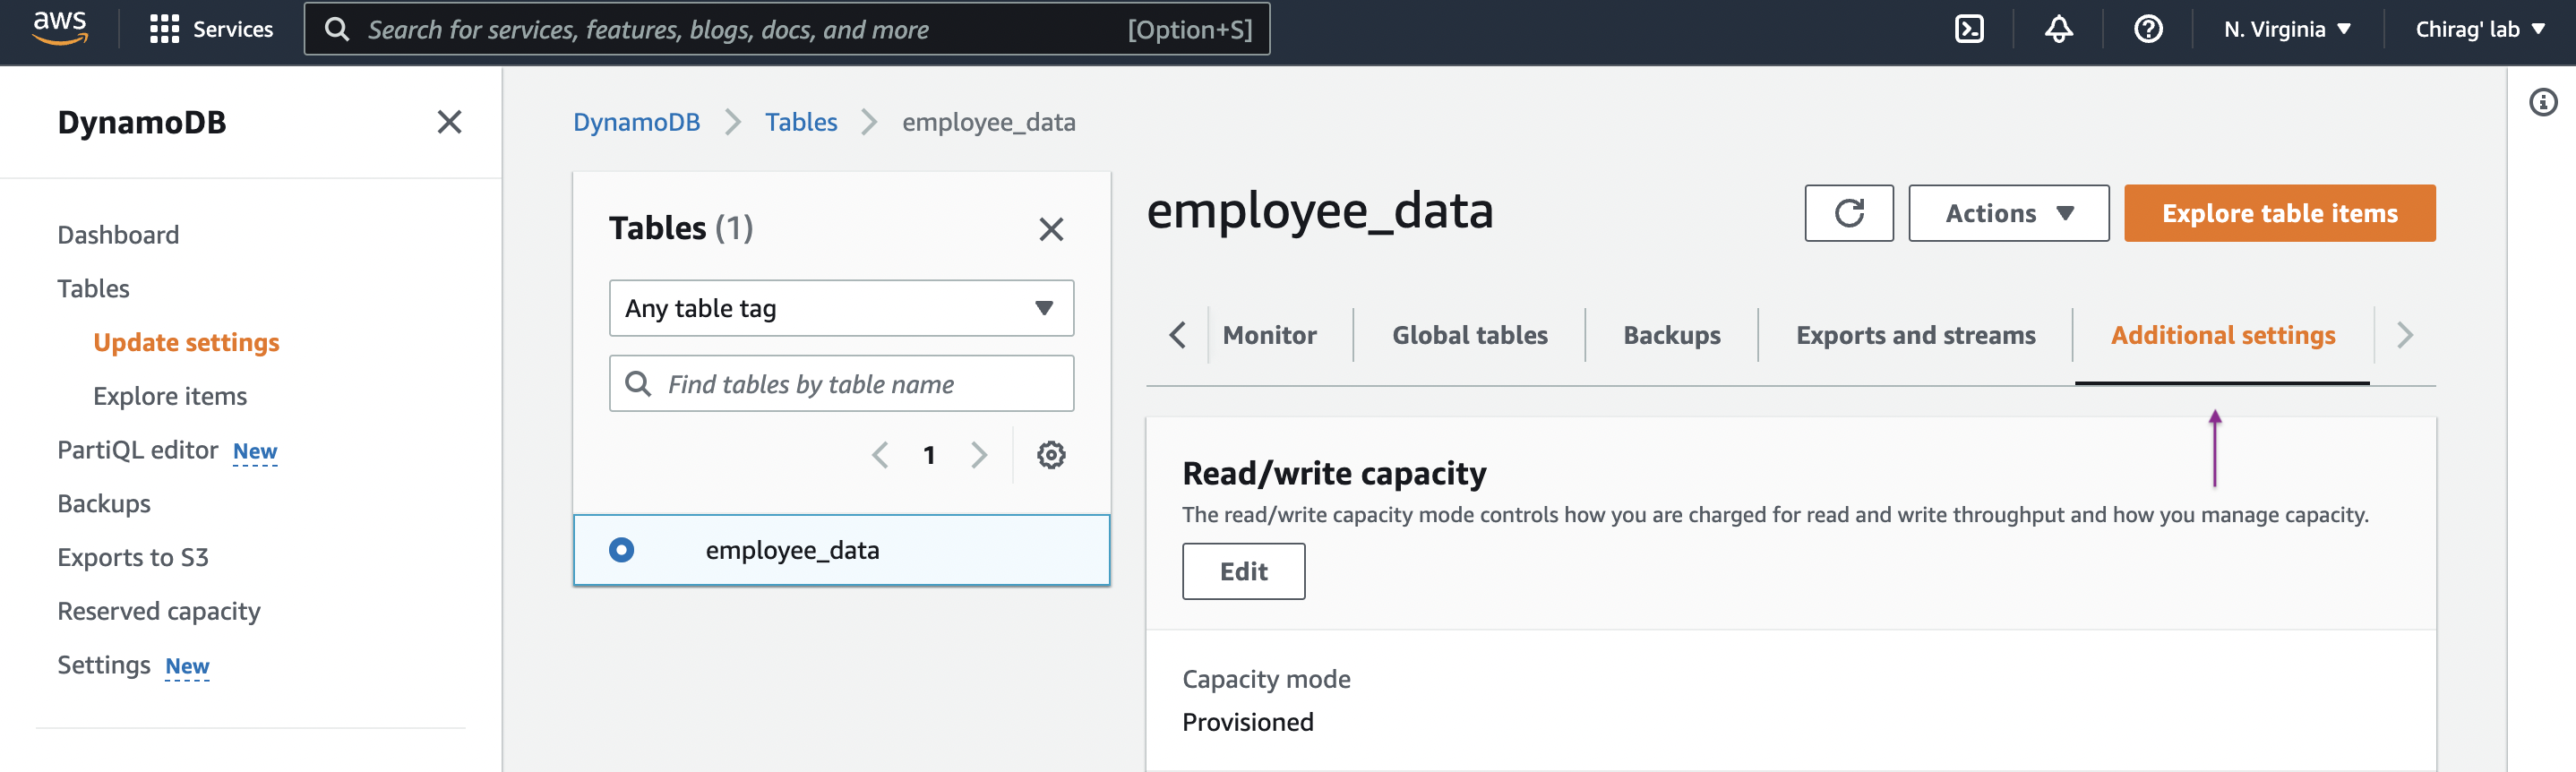 aws
Services
Search for services, features, blogs, docs, and more [Option+S]
N. Virginia
Chirag' lab
DynamoDB
Dashboard
Tables
Update settings
Explore items
PartiQL editor New
Backups
Exports to S3
Reserved capacity
Settings New
DynamoDB Tables employee_data
Tables (1)
Any table tag
Find tables by table name
1
employee_data
employee_data
Actions
Explore table items
Monitor
Global tables
Backups
Exports and streams
Additional settings
Read/write capacity
The read/write capacity mode controls how you are charged for read and write throughput and how you manage capacity.
Edit
Capacity mode
Provisioned